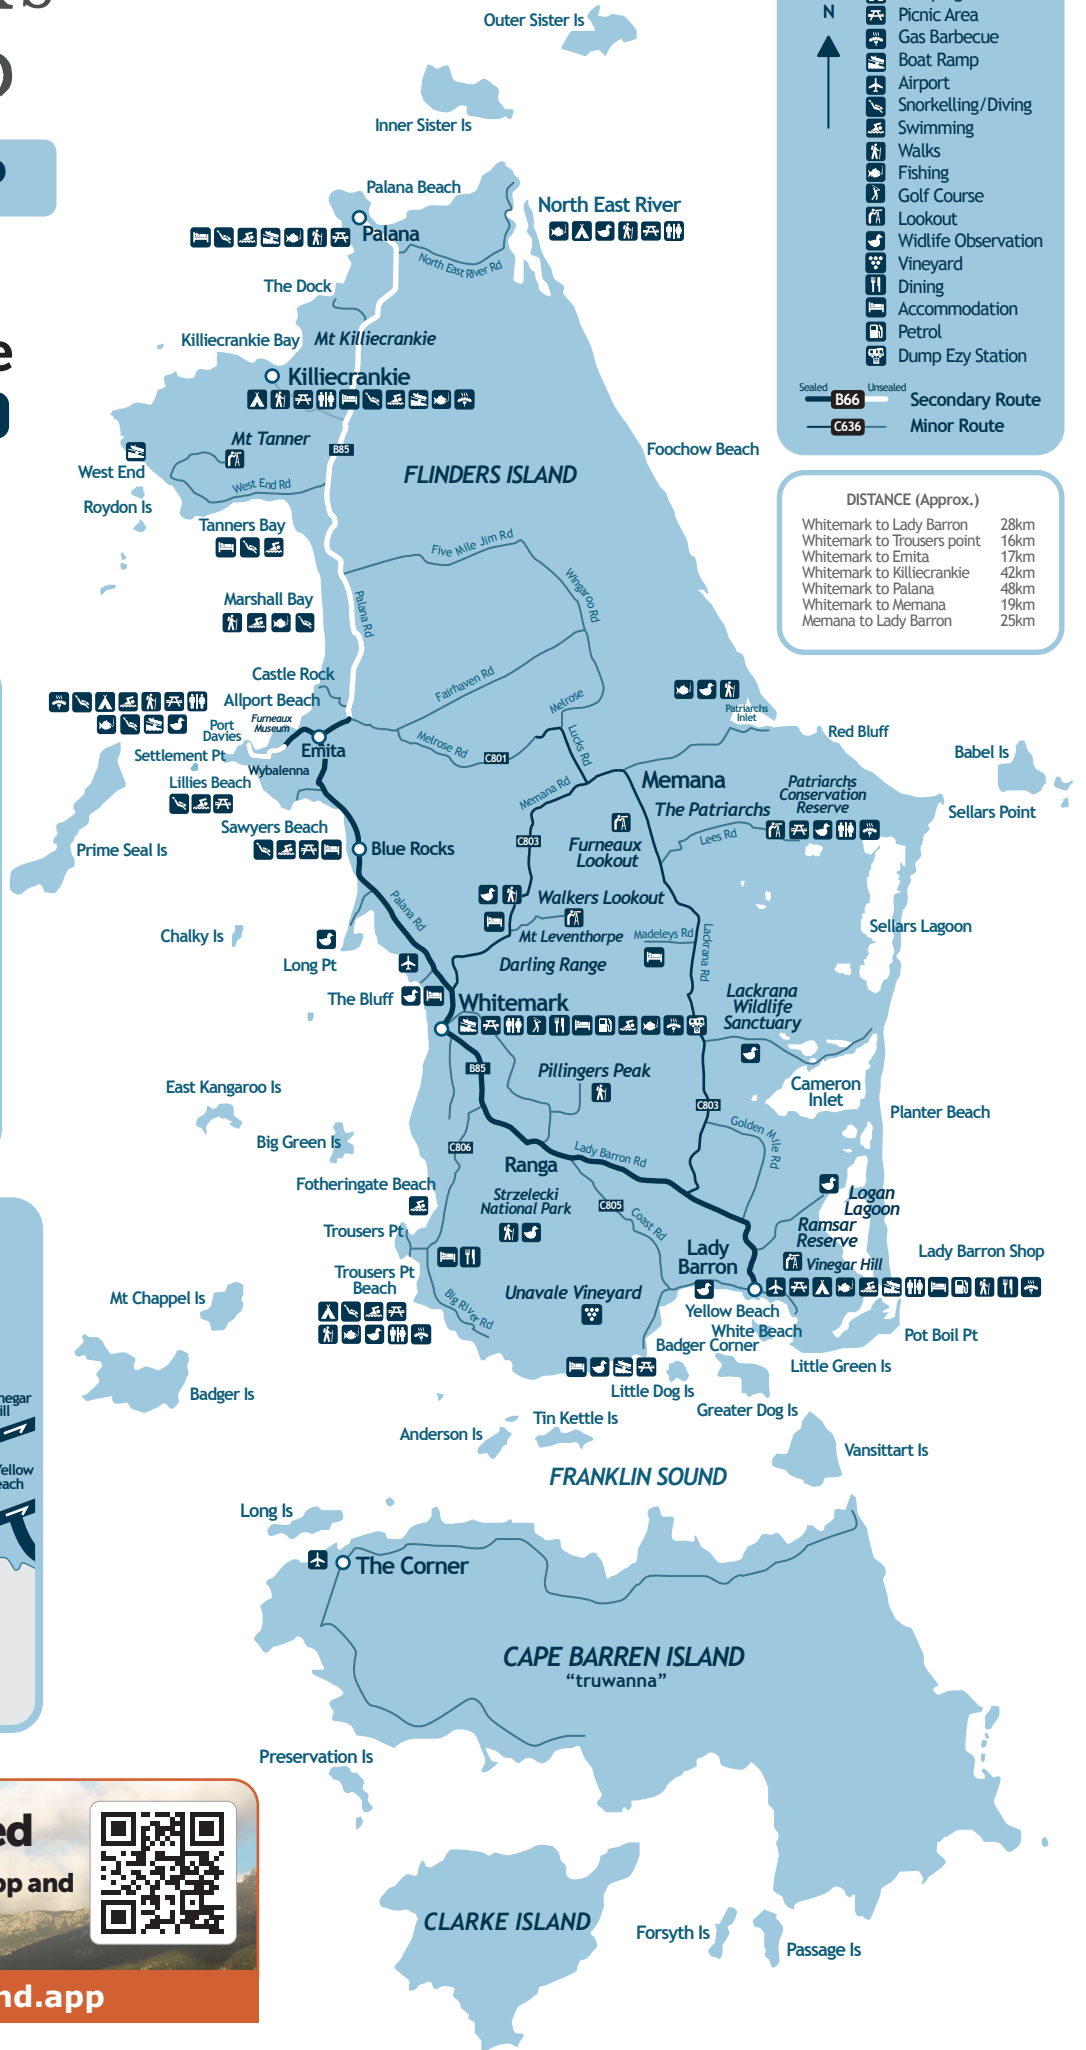 Outer Sister Is
Inner Sister Is
Palana Beach
Palana
North East River
North East River Rd
The Dock
Killiecrankie Bay
Mt Killiecrankie
Killiecrankie
Mt Tanner
B85
West End
West End Rd
Roydon Is
FLINDERS ISLAND
Foochow Beach
Tanners Bay
Five Mile Jim Rd
Wingaroo Rd
Marshall Bay
Palana Rd
Castle Rock
Fairhaven Rd
Allport Beach
Furneaux
Museum
Port
Davies
Emita
Settlement Pt
Wybalenna
Lillies Beach
Melrose Rd
Melrose
C801
Lucks Rd
Patriarchs
Inlet
Red Bluff
Babel Is
Sellars Point
Memana
Memana Rd
The Patriarchs
Patriarchs
Conservation
Reserve
Lees Rd
Sawyers Beach
Blue Rocks
Prime Seal Is
C803
Furneaux
Lookout
Walkers Lookout
Mt Leventhorpe
Madeleys Rd
Lackrana Rd
Sellars Lagoon
Palana Rd
Chalky Is
Long Pt
Darling Range
The Bluff
Whitemark
Lackrana
Wildlife
Sanctuary
B85
Pillingers Peak
Cameron
Inlet
C803
Planter Beach
East Kangaroo Is
Big Green Is
C806
Golden Mile Rd
Lady Barron Rd
Ranga
Fotheringate Beach
Strzelecki
National Park
C805
Coast Rd
Logan
Lagoon
Ramsar
Reserve
Trousers Pt
Lady
Barron
Vinegar Hill
Lady Barron Shop
Trousers Pt
Beach
Big River Rd
Unavale Vineyard
Yellow Beach
White Beach
Badger Corner
Pot Boil Pt
Mt Chappel Is
Little Green Is
Badger Is
Little Dog Is
Greater Dog Is
Tin Kettle Is
Anderson Is
Vansittart Is
FRANKLIN SOUND
Long Is
The Corner
CAPE BARREN ISLAND
“truwanna”
Preservation Is
CLARKE ISLAND
Forsyth Is
Passage Is
N
Picnic Area
Gas Barbecue
Boat Ramp
Airport
Snorkelling/Diving
Swimming
Walks
Fishing
Golf Course
Lookout
Widlife Observation
Vineyard
Dining
Accommodation
Petrol
Dump Ezy Station
Sealed B66 Unsealed Secondary Route
C636 Minor Route
DISTANCE (Approx.)
Whitemark to Lady Barron 28km
Whitemark to Trousers point 16km
Whitemark to Emita 17km
Whitemark to Killiecrankie 42km
Whitemark to Palana 48km
Whitemark to Memana 19km
Memana to Lady Barron 25km
negar
ill
ellow
each
ed
pp and
nd.app